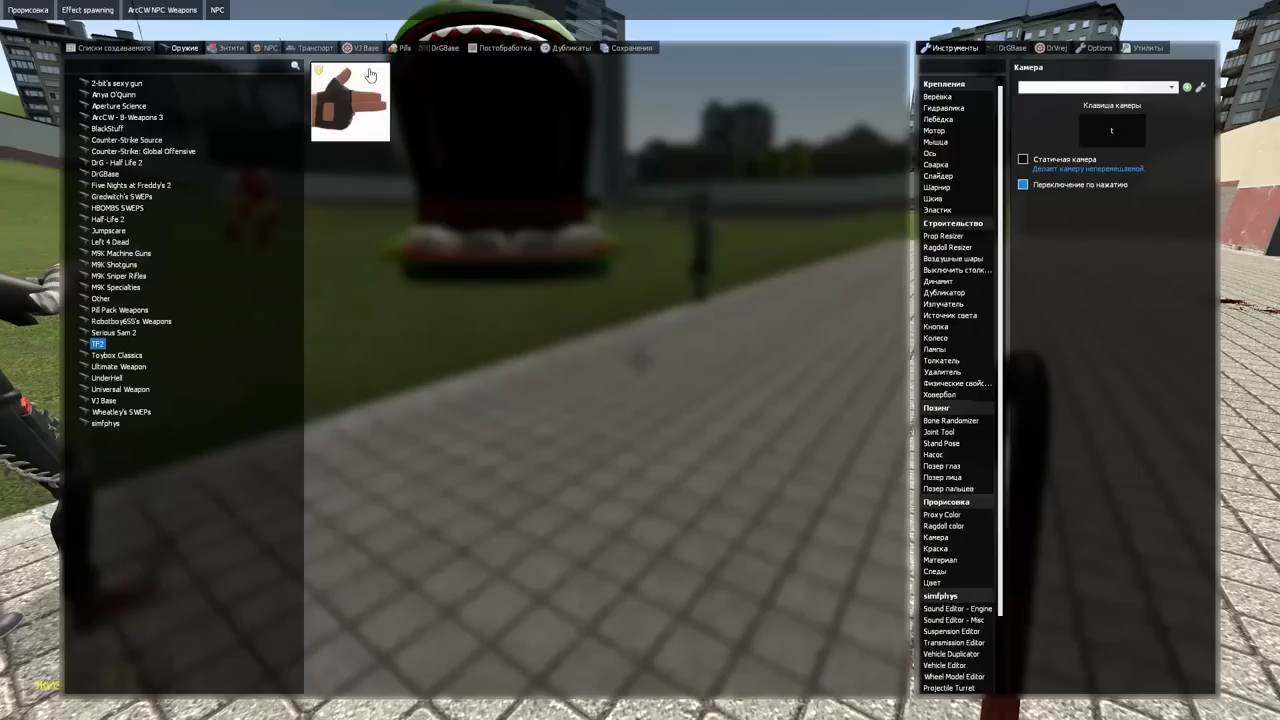 Прорисовка Effect spawning ArcCW NPC Weapons NPC
Списки создаваемого Оружие Энтити NPC Транспорт VJ Base Pills DrGBase Постобработка Дубликаты Сохранения
2-bit's sexy gun
Anya O'Quinn
Aperture Science
ArcCW - B-Weapons 3
BlackStuff
Counter-Strike Source
Counter-Strike: Global Offensive
DrG - Half Life 2
DrGBase
Five Nights at Freddy's 2
Gredwitch's SWEPs
HBOMBS SWEPS
Half-Life 2
Jumpscare
Left 4 Dead
M9K Machine Guns
M9K Shotguns
M9K Sniper Rifles
M9K Specialties
Other
Pill Pack Weapons
Robotboy655's Weapons
Serious Sam 2
TF2
Toybox Classics
Ultimate Weapon
UnderHell
Universal Weapon
VJ Base
Wheatley's SWEPs
simfphys
Инструменты DrGBase DrVrej Options Утилиты
Крепления
Верёвка
Гидравлика
Лебёдка
Мотор
Мышца
Ось
Сварка
Слайдер
Шарнир
Шкив
Эластик
Строительство
Prop Resizer
Ragdoll Resizer
Воздушные шары
Выключить столк...
Динамит
Дубликатор
Излучатель
Источник света
Кнопка
Колесо
Лампы
Толкатель
Удалитель
Физические свойс...
Ховербол
Позинг
Bone Randomizer
Joint Tool
Stand Pose
Насос
Позер глаз
Позер лица
Позер пальцев
Прорисовка
Proxy Color
Ragdoll color
Камера
Краска
Материал
Следы
Цвет
simfphys
Sound Editor - Engine
Sound Editor - Misc
Suspension Editor
Transmission Editor
Vehicle Duplicator
Vehicle Editor
Wheel Model Editor
Projectile Turret
Камера
Клавиша камеры
t
Статичная камера
Делает камеру неперемещаемой.
Переключение по нажатию